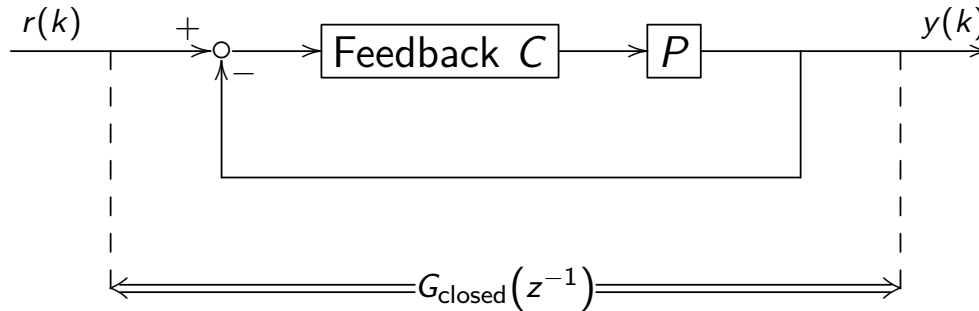 r(k) + y(k)
Feedback C P
−
G_closed(z^{-1})